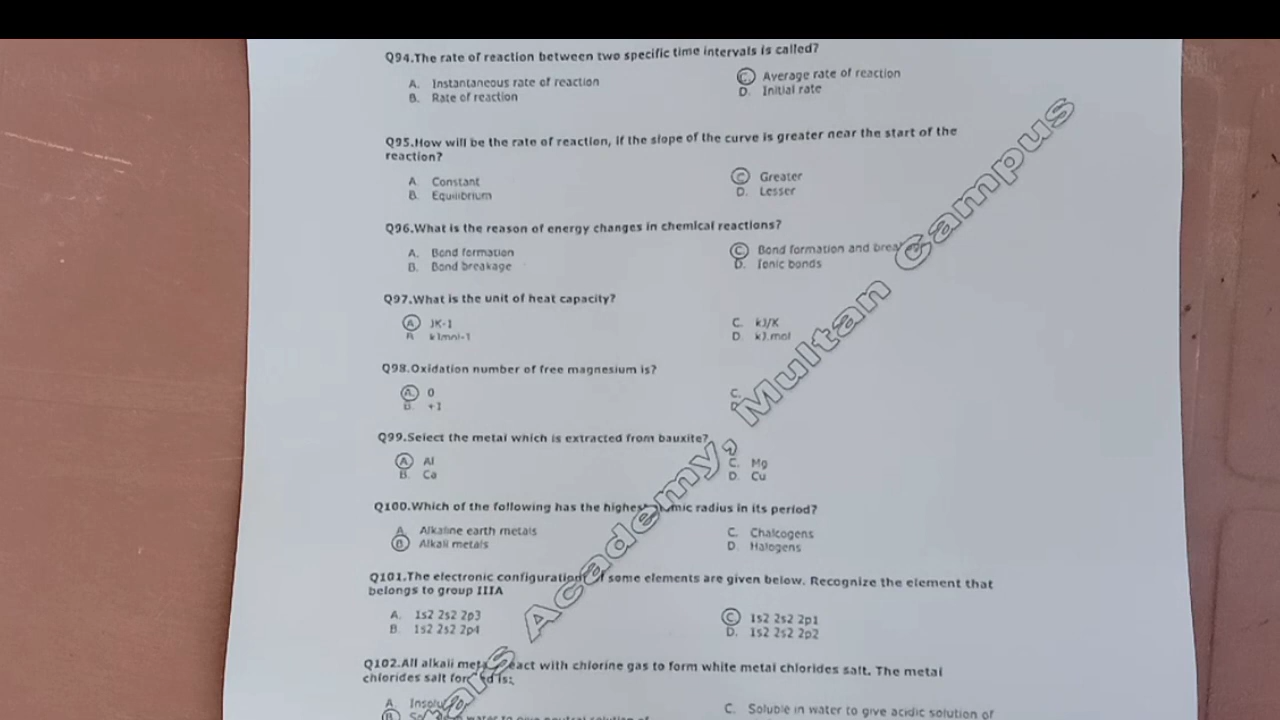 Q94.The rate of reaction between two specific time intervals is called?
A. Instantaneous rate of reaction
B. Rate of reaction
C. Average rate of reaction
D. Initial rate
Q95.How will be the rate of reaction, if the slope of the curve is greater near the start of the
reaction?
A. Constant
B. Equilibrium
C Greater
D. Lesser
Q96.What is the reason of energy changes in chemical reactions?
A. Bond formation
B. Bond breakage
C. Bond formation and
D. Ionic bonds
Q97.What is the unit of heat capacity?
A JK-1
B kJmol-1
C. kJ/K
D. kJ.mol
Q98.Oxidation number of free magnesium is?
A. 0
B. +1
C.
Q99.Select the metal which is extracted from bauxite?
A Al
B. Ca
C. Mg
D. Cu
Q100.Which of the following has the highest radius in its period?
A. Alkaline earth metals
B Alkali metals
C. Chalcogens
D. Halogens
Q101.The electronic configuration of some elements are given below. Recognize the element that
belongs to group IIIA
A. 1s2 2s2 2p3
B. 1s2 2s2 2p4
C 1s2 2s2 2p1
D. 1s2 2s2 2p2
Q102.All alkali react with chlorine gas to form white metal chlorides salt. The metal
chlorides salt is:
A.
B water to give neutral solution of
C. Soluble in water to give acidic solution of
Academy, Multan Campus